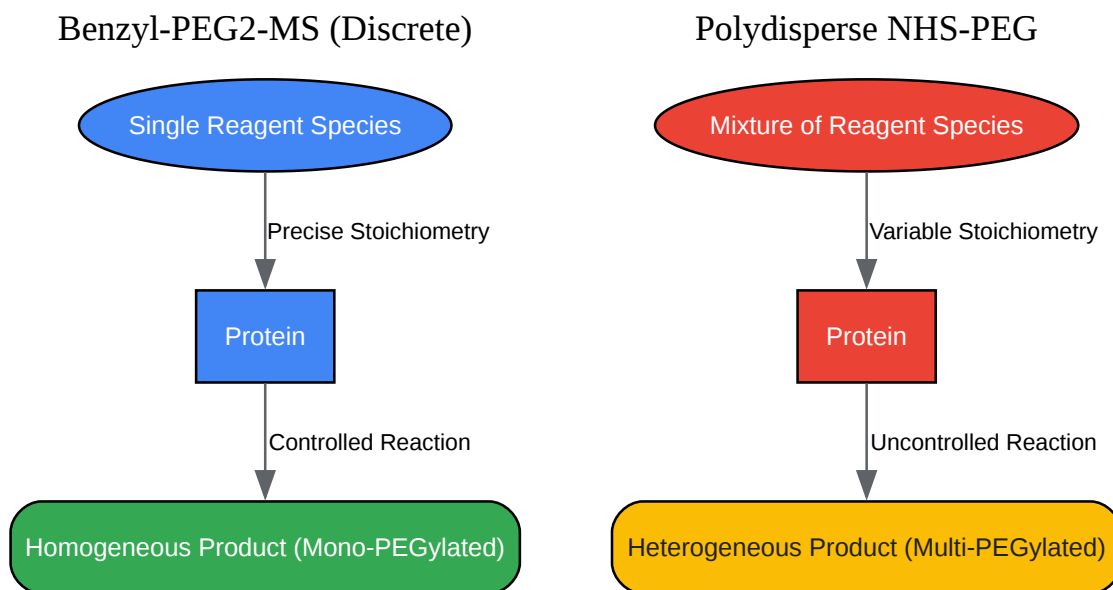 Benzyl-PEG2-MS (Discrete)
Single Reagent Species
Precise Stoichiometry
Protein
Controlled Reaction
Homogeneous Product (Mono-PEGylated)
Polydisperse NHS-PEG
Mixture of Reagent Species
Variable Stoichiometry
Protein
Uncontrolled Reaction
Heterogeneous Product (Multi-PEGylated)